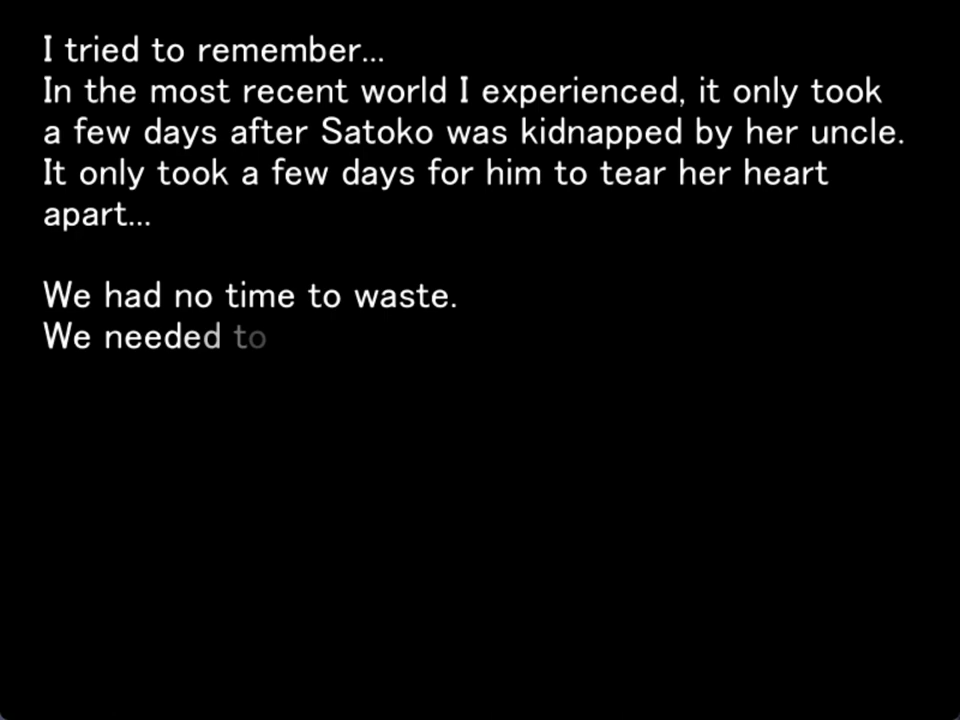 I tried to remember...
In the most recent world I experienced, it only took
a few days after Satoko was kidnapped by her uncle.
It only took a few days for him to tear her heart
apart...
We had no time to waste.
We needed to